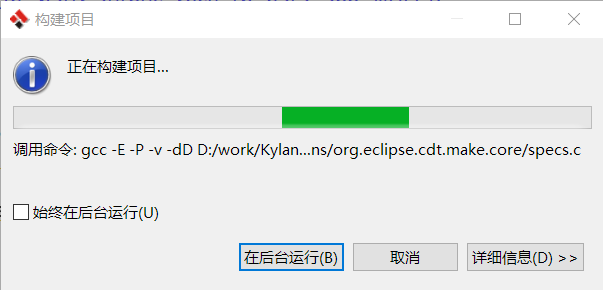 构建项目
正在构建项目...
调用命令: gcc -E -P -v -dD D:/work/Kylan...ns/org.eclipse.cdt.make.core/specs.c
始终在后台运行(U)
在后台运行(B)
取消
详细信息(D) >>